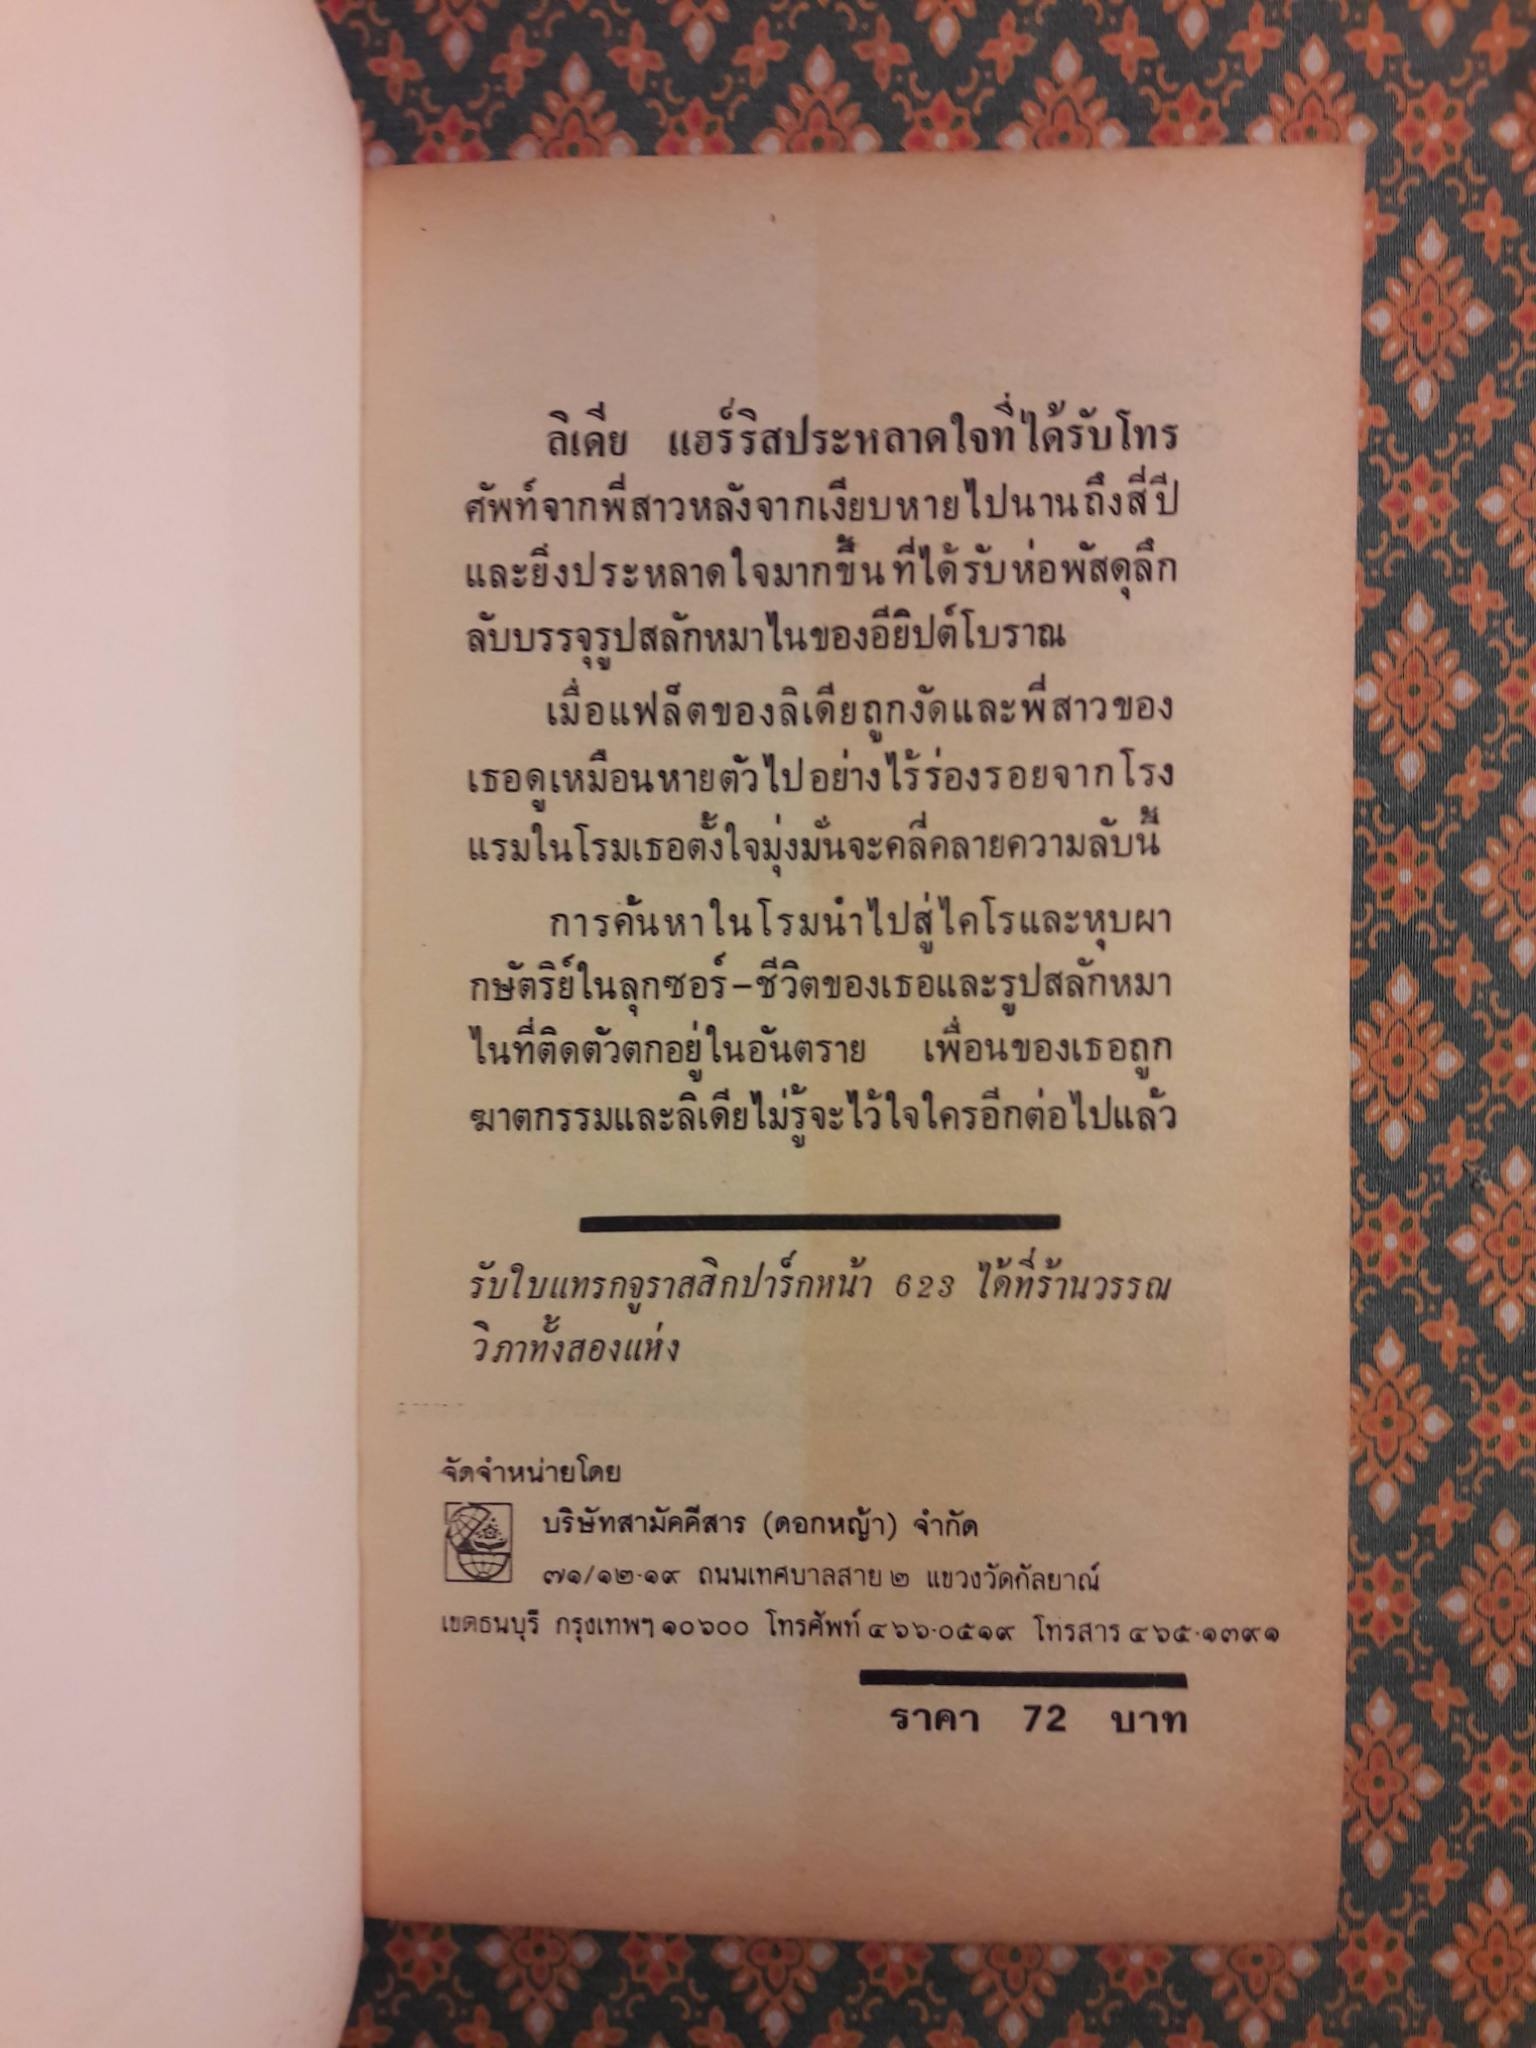 ลิเดีย แฮร์ริสประหลาดใจที่ได้รับโทร
ศัพท์จากพี่สาวหลังจากเงียบหายไปนานถึงสี่ปี
และยิ่งประหลาดใจมากขึ้นที่ได้รับห่อพัสดุลึก
ลับบรรจุรูปสลักหมาไนของอียิปต์โบราณ
เมื่อแฟล็ตของลิเดียถูกงัดและพี่สาวของ
เธอดูเหมือนหายตัวไปอย่างไร้ร่องรอยจากโรง
แรมในโรมเธอตั้งใจมุ่งมั่นจะคลี่คลายความลับนี้
การค้นหาในโรมนำไปสู่ไคโรและหุบผา
กษัตริย์ในลุกซอร์–ชีวิตของเธอและรูปสลักหมา
ไนที่ติดตัวตกอยู่ในอันตราย เพื่อนของเธอถูก
ฆาตกรรมและลิเดียไม่รู้จะไว้ใจใครอีกต่อไปแล้ว
รับใบแทรกจูราสสิกปาร์กหน้า 623 ได้ที่ร้านวรรณ
วิภาทั้งสองแห่ง
จัดจำหน่ายโดย
บริษัทสามัคคีสาร (ดอกหญ้า) จำกัด
๗๑/๑๒-๑๙ ถนนเทศบาลสาย ๒ แขวงวัดกัลยาณ์
เขตธนบุรี กรุงเทพฯ ๑๐๖๐๐ โทรศัพท์ ๔๖๖-๐๕๑๙ โทรสาร ๔๖๕-๑๓๙๑
ราคา 72 บาท